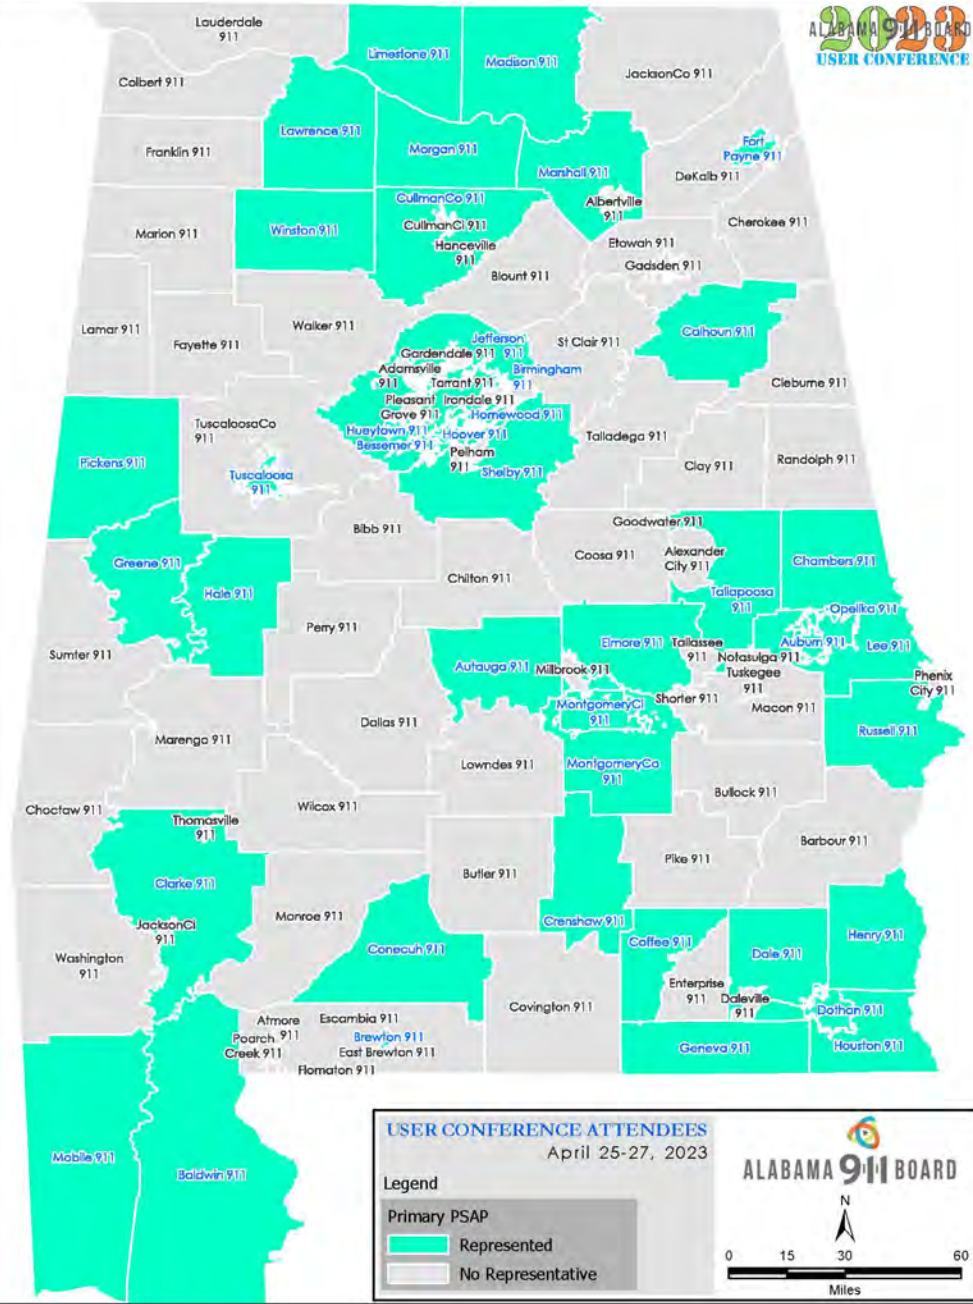 2023
ALABAMA 911 BOARD
USER CONFERENCE
Lauderdale
911
Limestone 911
Madison 911
JacksonCo 911
Colbert 911
Lawrence 911
Franklin 911
Morgan 911
Fort
Payne 911
Marshall 911
DeKalb 911
CullmanCo 911
Albertville
911
CullmanCi 911
Cherokee 911
Marion 911
Winston 911
Hanceville
911
Etowah 911
Gadsden 911
Blount 911
Lamar 911
Walker 911
Calhoun 911
Fayette 911
Jefferson
911
St Clair 911
Gardendale 911
Adamsville
911
Birmingham
911
Tarrant 911
Cleburne 911
Pleasant
Grove 911
Irondale 911
Homewood 911
TuscaloosaCo
911
Hueytown 911
Hoover 911
Talladega 911
Bessemer 911
Pelham
911
Pickens 911
Clay 911
Randolph 911
Tuscaloosa
911
Shelby 911
Bibb 911
Goodwater 911
Greene 911
Coosa 911
Alexander
City 911
Chambers 911
Hale 911
Chilton 911
Tallapoosa
911
Opelika 911
Perry 911
Elmore 911
Tallassee
911
Auburn 911
Lee 911
Sumter 911
Autauga 911
Millbrook 911
Notasulga 911
Tuskegee
911
Phenix
City 911
Shorter 911
MontgomeryCi
911
Macon 911
Dallas 911
Russell 911
Marengo 911
Lowndes 911
MontgomeryCo
911
Bullock 911
Choctaw 911
Wilcox 911
Thomasville
911
Barbour 911
Pike 911
Butler 911
Clarke 911
Monroe 911
JacksonCi
911
Crenshaw 911
Conecuh 911
Coffee 911
Henry 911
Washington
911
Dale 911
Enterprise
911
Daleville
911
Covington 911
Dothan 911
Atmore
911
Escambia 911
Poarch
Creek 911
Brewton 911
East Brewton 911
Flomaton 911
Geneva 911
Houston 911
Mobile 911
Baldwin 911
USER CONFERENCE ATTENDEES
April 25-27, 2023
Legend
Primary PSAP
Represented
No Representative
ALABAMA 911 BOARD
N
0 15 30 60
Miles